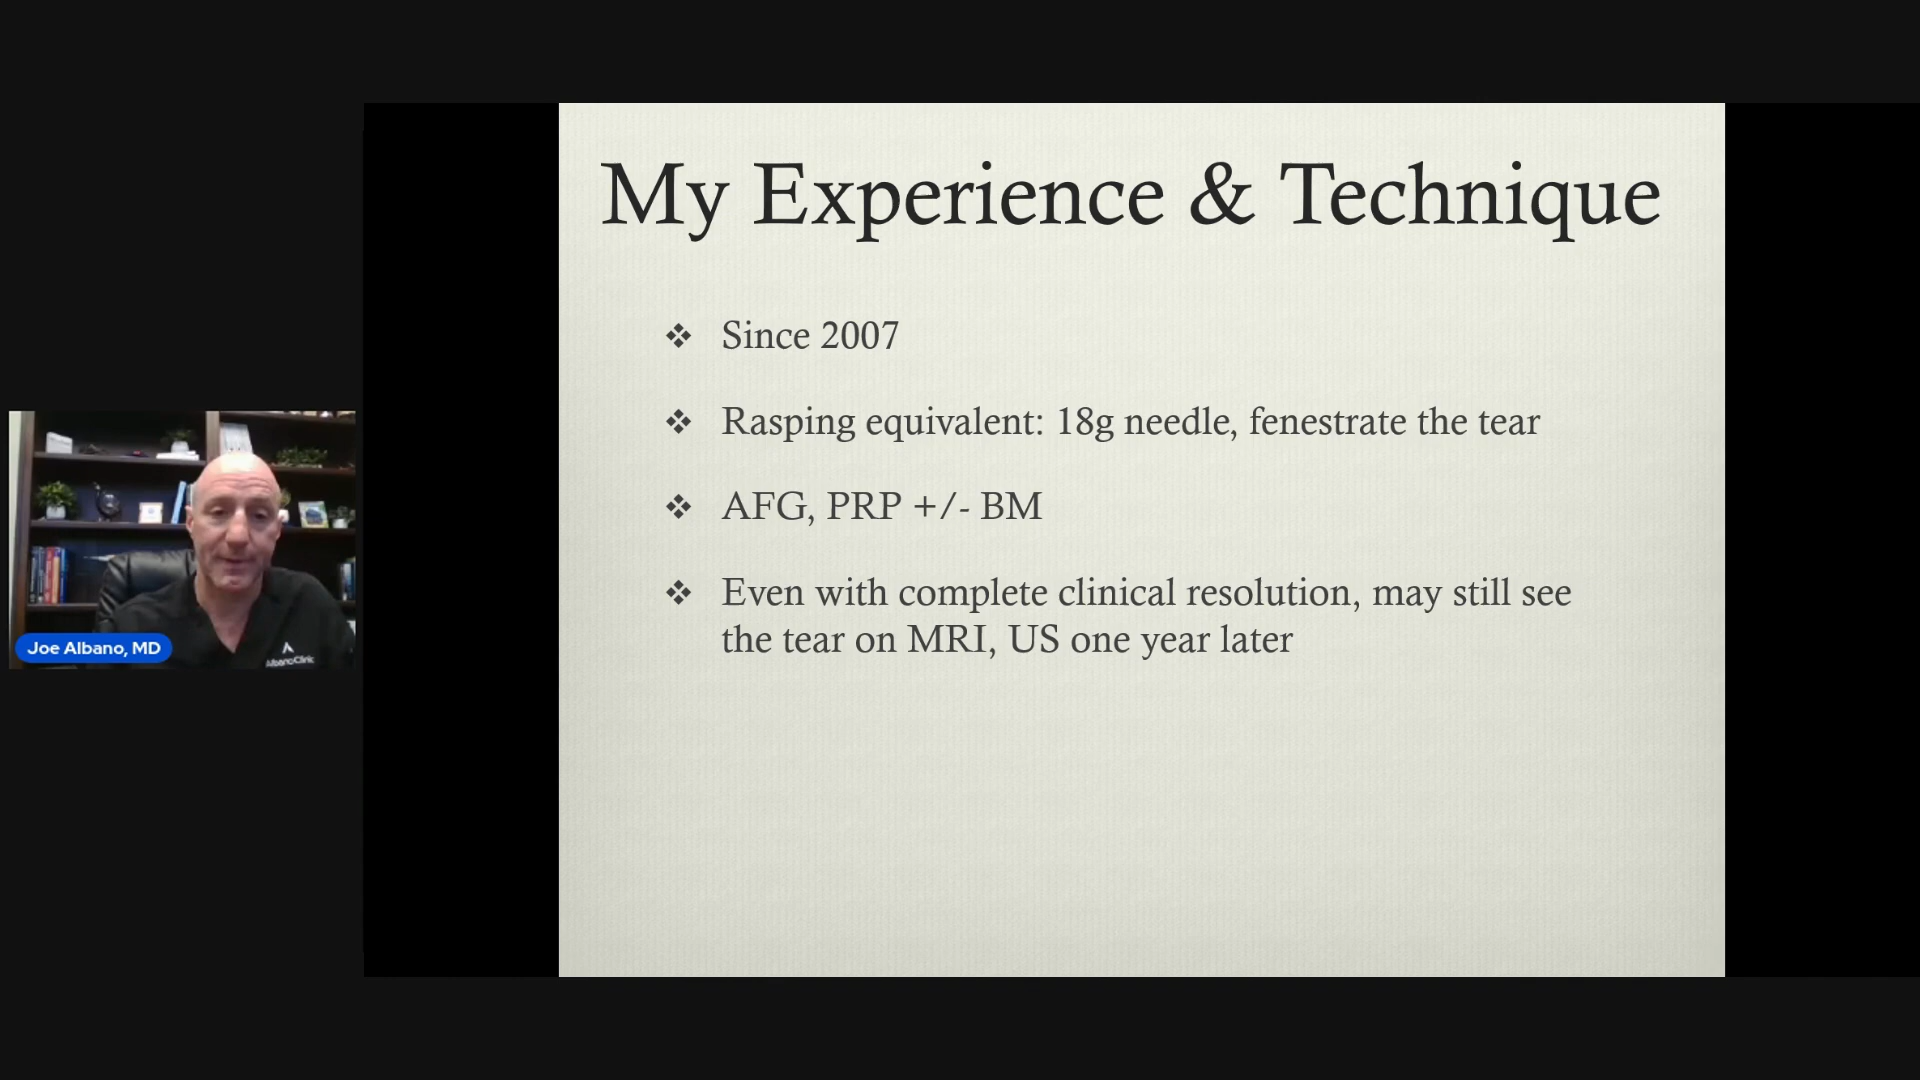 My Experience & Technique
Since 2007
Rasping equivalent: 18g needle, fenestrate the tear
AFG, PRP +/- BM
Even with complete clinical resolution, may still see
the tear on MRI, US one year later
Joe Albano, MD
AlbanoClinic